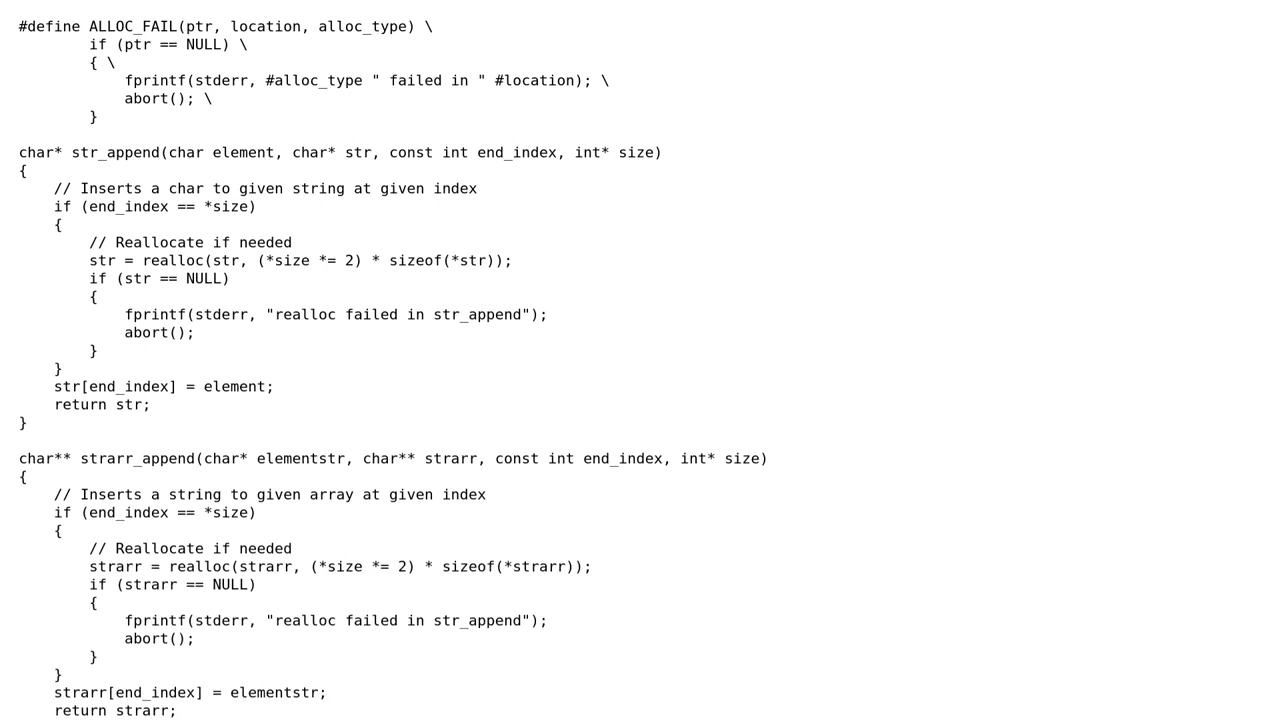 #define ALLOC_FAIL(ptr, location, alloc_type) \
        if (ptr == NULL) \
        { \
            fprintf(stderr, #alloc_type " failed in " #location); \
            abort(); \
        }

char* str_append(char element, char* str, const int end_index, int* size)
{
    // Inserts a char to given string at given index
    if (end_index == *size)
    {
        // Reallocate if needed
        str = realloc(str, (*size *= 2) * sizeof(*str));
        if (str == NULL)
        {
            fprintf(stderr, "realloc failed in str_append");
            abort();
        }
    }
    str[end_index] = element;
    return str;
}

char** strarr_append(char* elementstr, char** strarr, const int end_index, int* size)
{
    // Inserts a string to given array at given index
    if (end_index == *size)
    {
        // Reallocate if needed
        strarr = realloc(strarr, (*size *= 2) * sizeof(*strarr));
        if (strarr == NULL)
        {
            fprintf(stderr, "realloc failed in str_append");
            abort();
        }
    }
    strarr[end_index] = elementstr;
    return strarr;